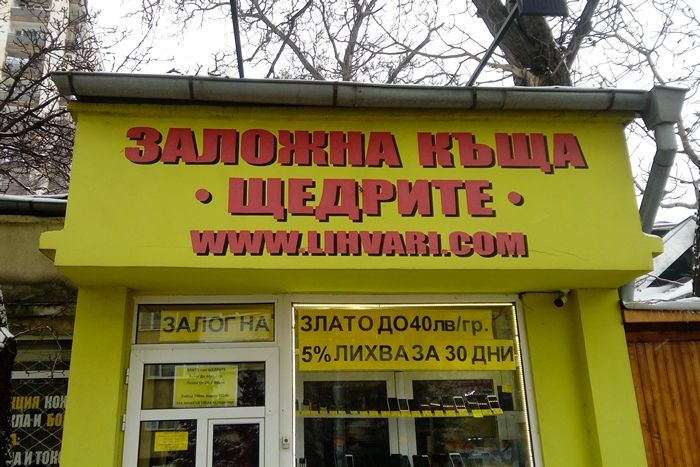 ЗАЛОЖНА КЪЩА
• ЩЕДРИТЕ •
WWW.LIHVARI.COM
ЗАЛОГ НА
ЗЛАТО ДО 40лв/гр.
5% ЛИХВА ЗА 30 ДНИ